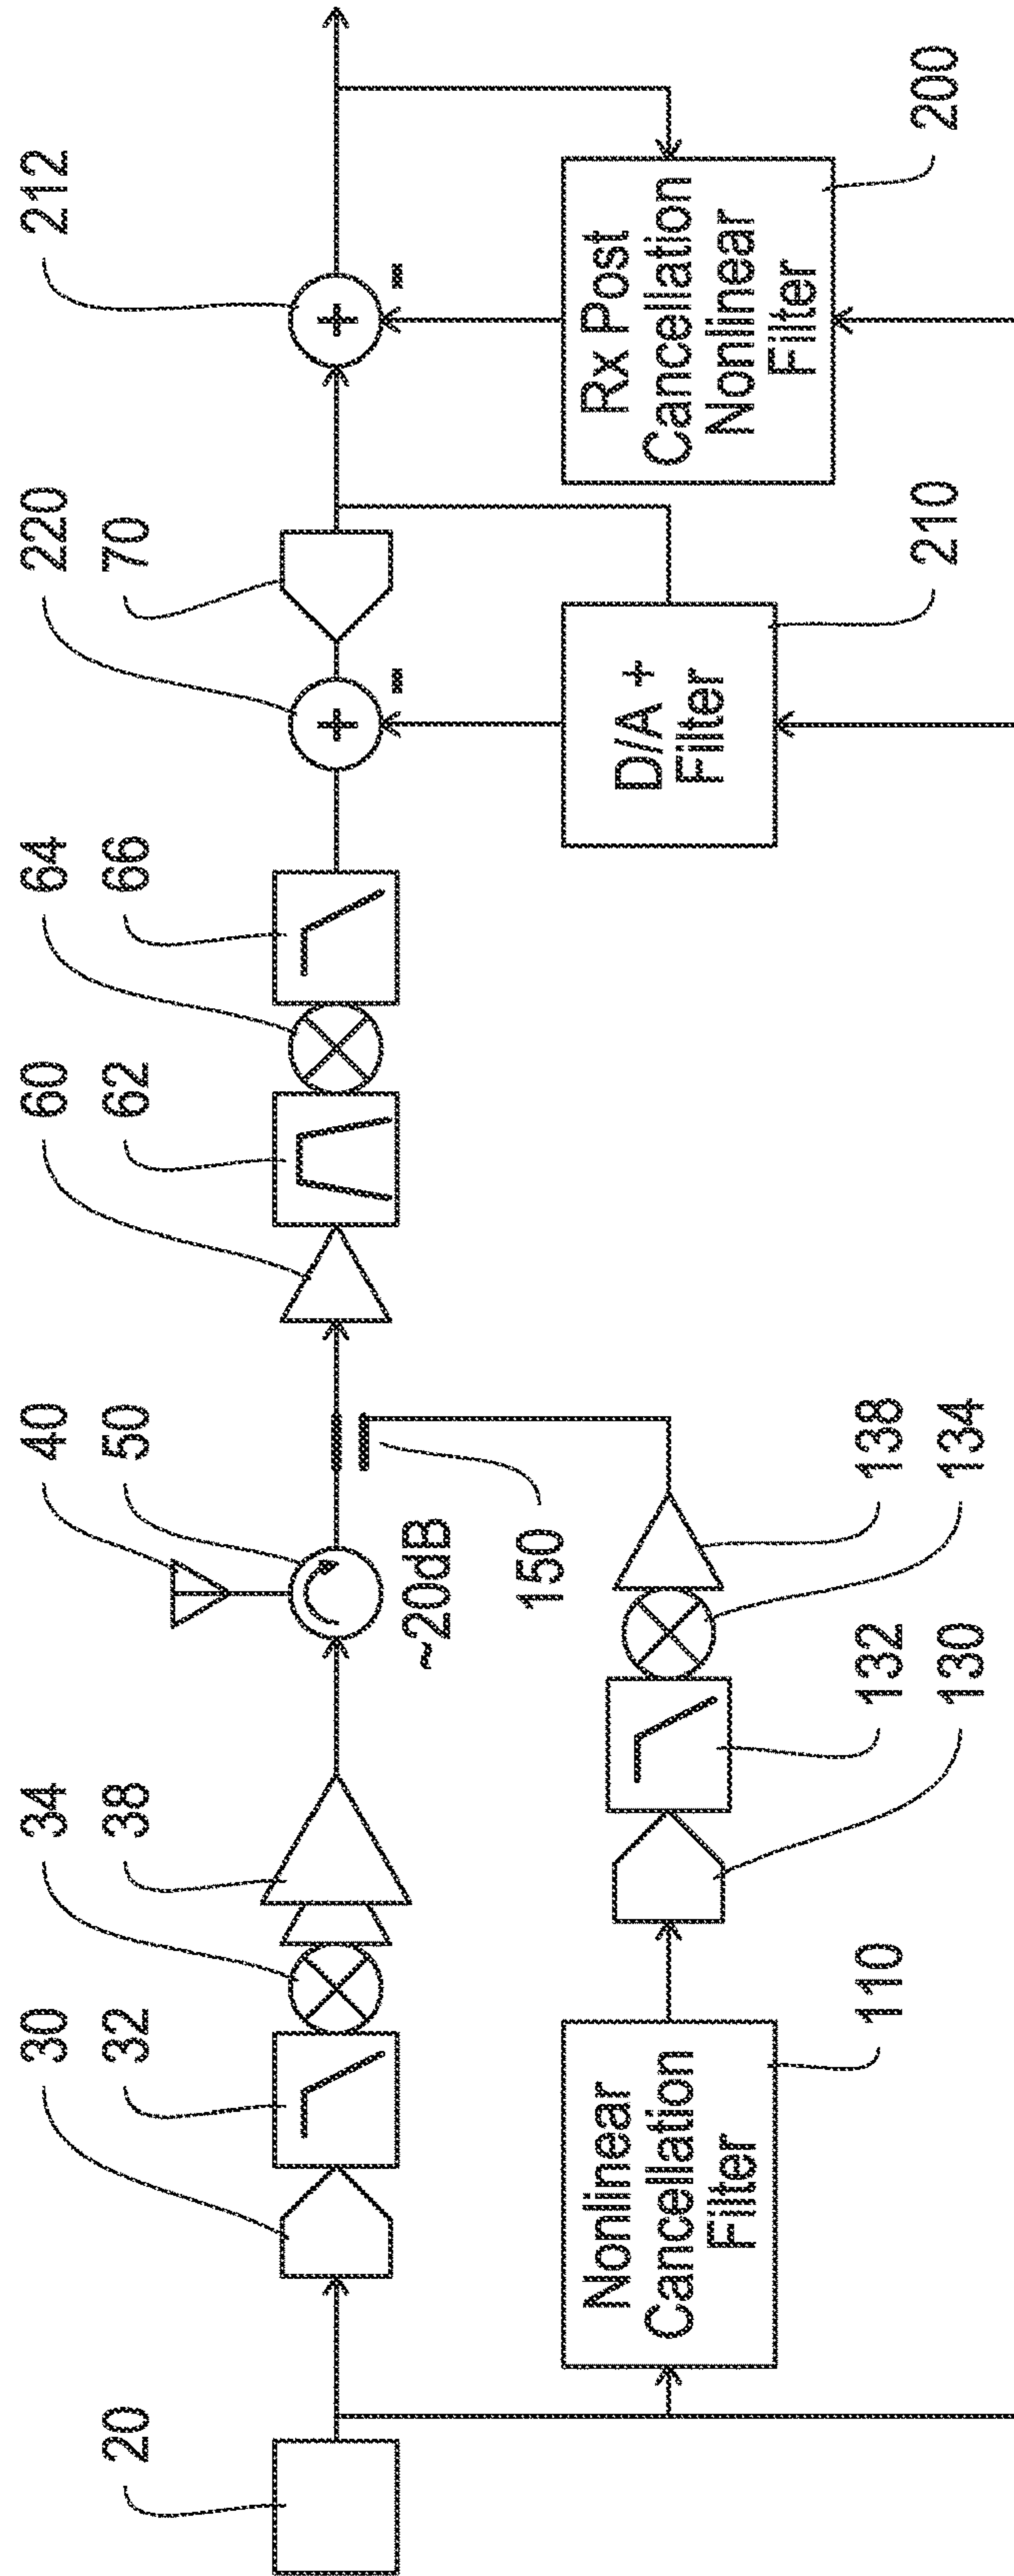 20
30
32
34
38
40
50
~20dB
150
60
62
64
66
220
70
212
Nonlinear
Cancellation
Filter
110
132
130
138
134
D/A +
Filter
210
Rx Post
Cancellation
Nonlinear
Filter
200
+
-
+
-